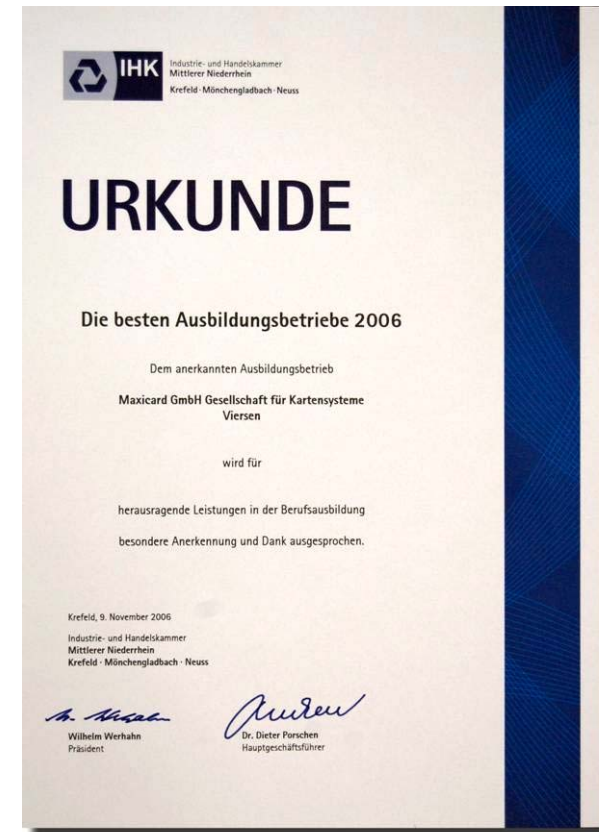 IHK
Industrie- und Handelskammer
Mittlerer Niederrhein
Krefeld · Mönchengladbach · Neuss
URKUNDE
Die besten Ausbildungsbetriebe 2006
Dem anerkannten Ausbildungsbetrieb
Maxicard GmbH Gesellschaft für Kartensysteme
Viersen
wird für
herausragende Leistungen in der Berufsausbildung
besondere Anerkennung und Dank ausgesprochen.
Krefeld, 9. November 2006
Industrie- und Handelskammer
Mittlerer Niederrhein
Krefeld · Mönchengladbach · Neuss
Wilhelm Werhahn
Präsident
Dr. Dieter Porschen
Hauptgeschäftsführer